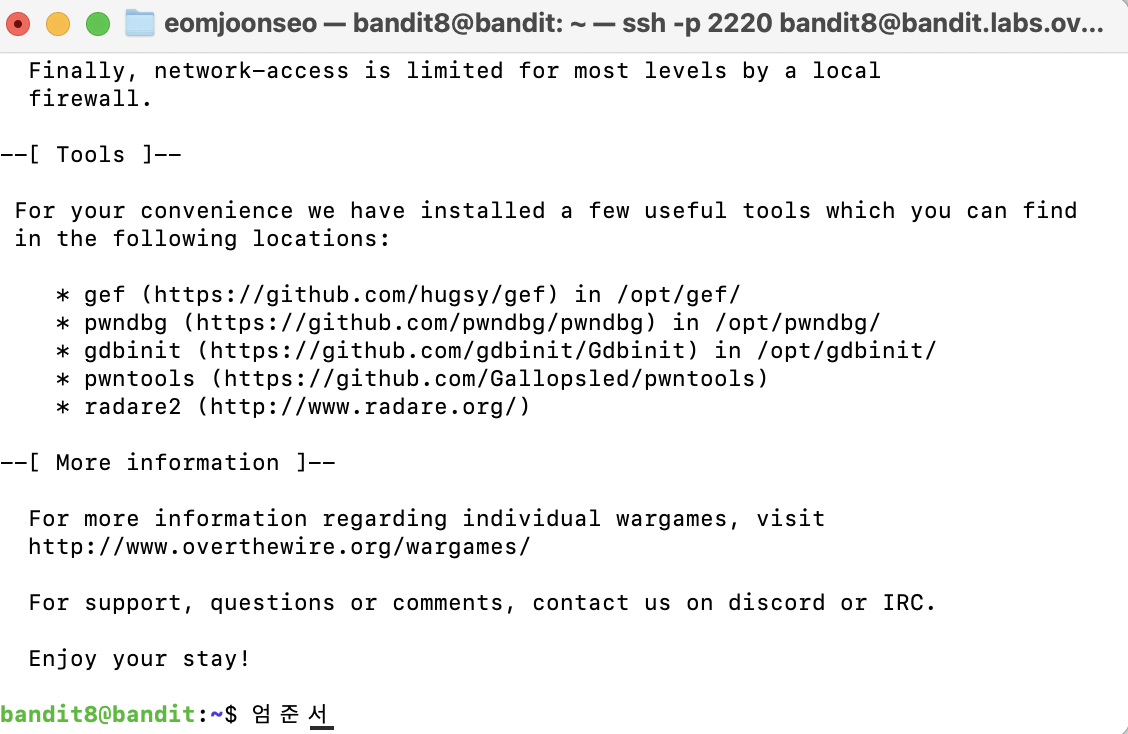 eomjoonseo — bandit8@bandit: ~ — ssh -p 2220 bandit8@bandit.labs.ov...
Finally, network-access is limited for most levels by a local
firewall.
--[ Tools ]--
For your convenience we have installed a few useful tools which you can find
in the following locations:
* gef (https://github.com/hugsy/gef) in /opt/gef/
* pwndbg (https://github.com/pwndbg/pwndbg) in /opt/pwndbg/
* gdbinit (https://github.com/gdbinit/Gdbinit) in /opt/gdbinit/
* pwntools (https://github.com/Gallopsled/pwntools)
* radare2 (http://www.radare.org/)
--[ More information ]--
For more information regarding individual wargames, visit
http://www.overthewire.org/wargames/
For support, questions or comments, contact us on discord or IRC.
Enjoy your stay!
bandit8@bandit:~$ 엄준서